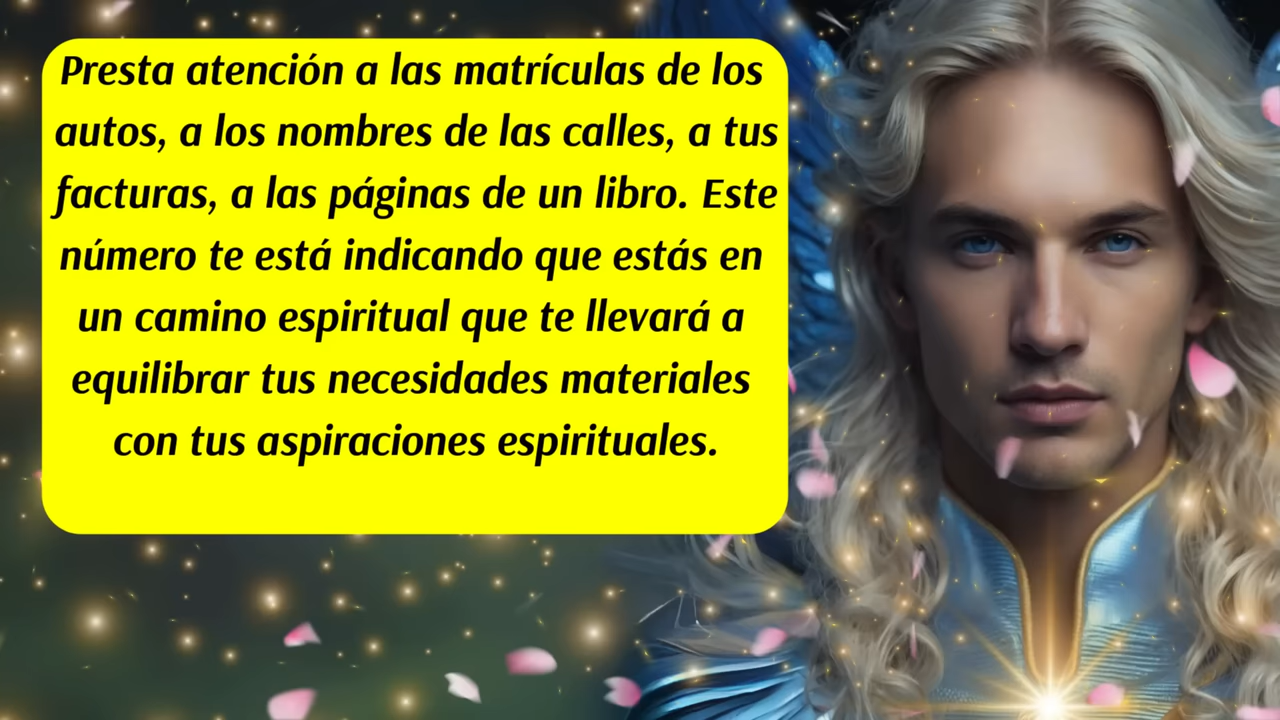 Presta atención a las matrículas de los
autos, a los nombres de las calles, a tus
facturas, a las páginas de un libro. Este
número te está indicando que estás en
un camino espiritual que te llevará a
equilibrar tus necesidades materiales
con tus aspiraciones espirituales.